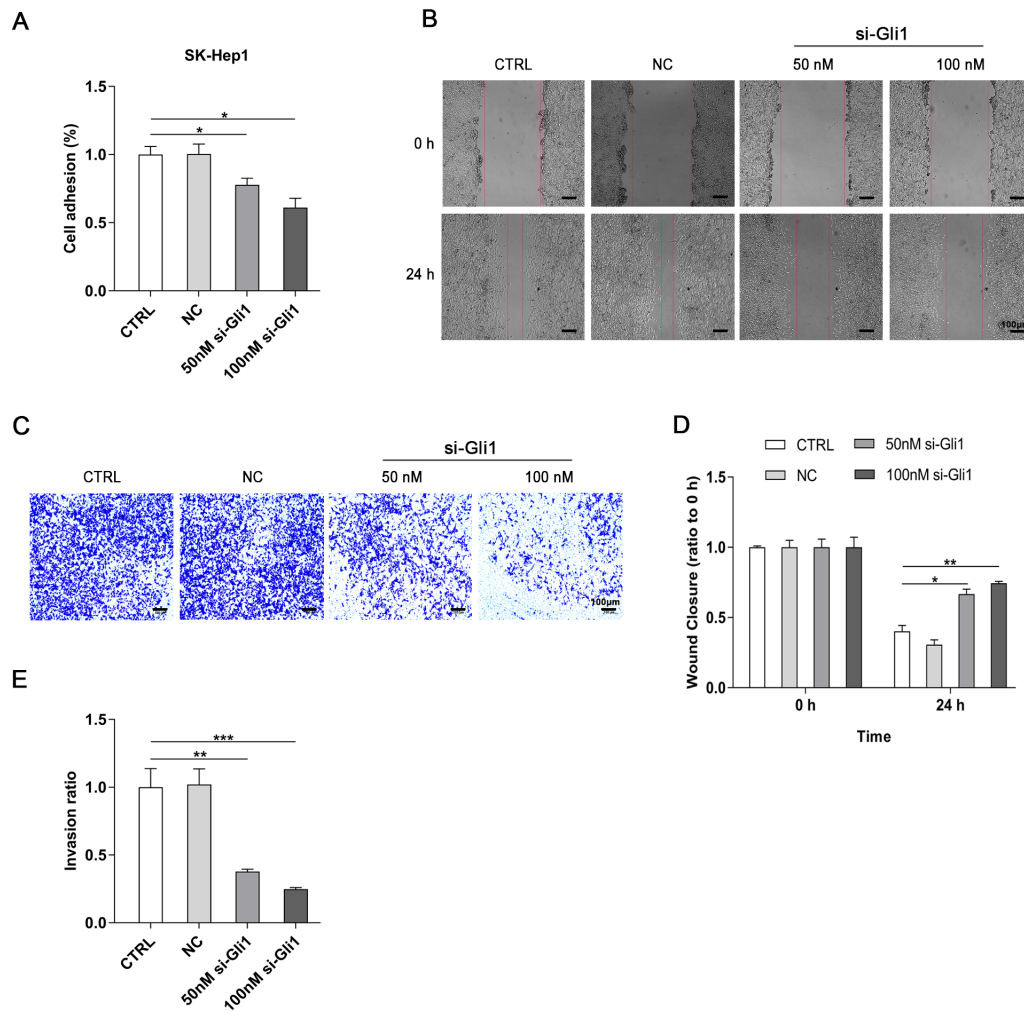 A
SK-Hep1
Cell adhesion (%)
1.5
1.0
0.5
0.0
*
*
CTRL
NC
50nM si-Gli1
100nM si-Gli1
B
si-Gli1
CTRL NC 50 nM 100 nM
0 h
24 h
100μm
C
si-Gli1
CTRL NC 50 nM 100 nM
100μm
D
CTRL 50nM si-Gli1
NC 100nM si-Gli1
Wound Closure (ratio to 0 h)
1.5
1.0
0.5
0.0
**
*
0 h 24 h
Time
E
Invasion ratio
1.5
1.0
0.5
0.0
***
**
CTRL
NC
50nM si-Gli1
100nM si-Gli1